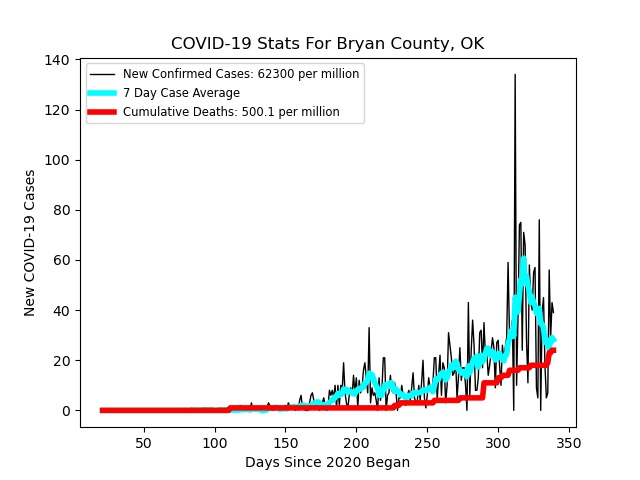 COVID-19 Stats For Bryan County, OK
New Confirmed Cases: 62300 per million
7 Day Case Average
Cumulative Deaths: 500.1 per million
New COVID-19 Cases
140
120
100
80
60
40
20
0
50
100
150
200
250
300
350
Days Since 2020 Began